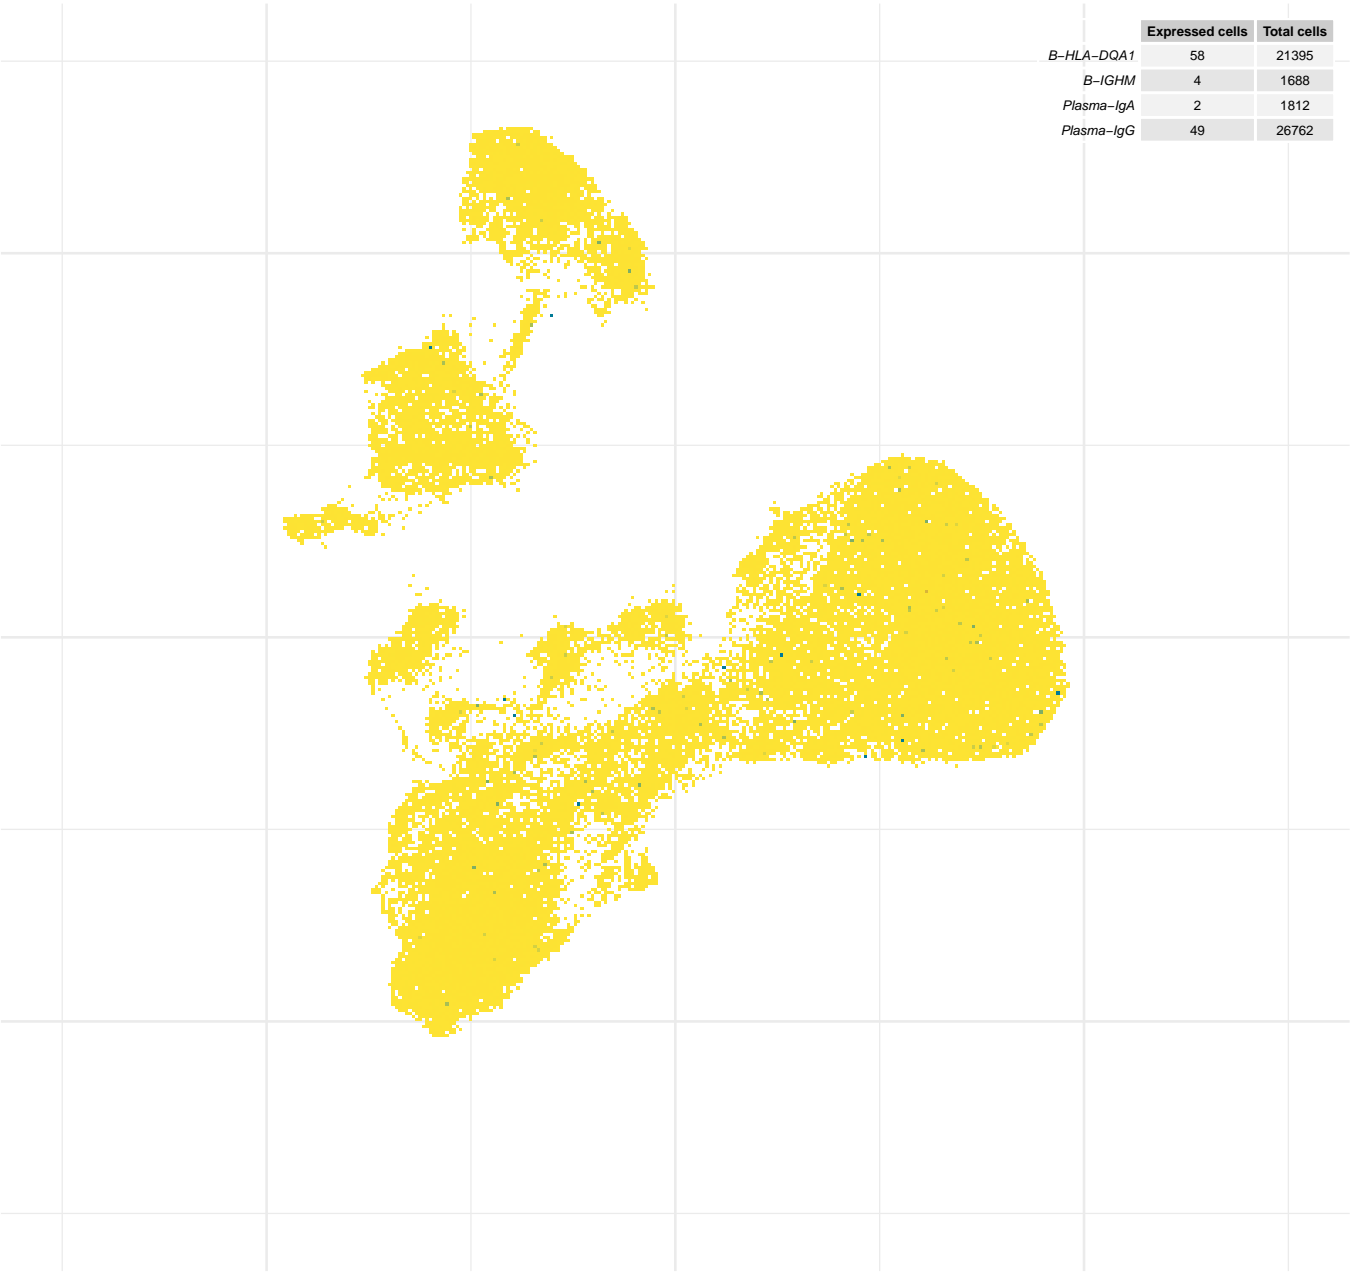 Expressed cells Total cells
B−HLA−DQA1 58 21395
B−IGHM 4 1688
Plasma−IgA 2 1812
Plasma−IgG 49 26762